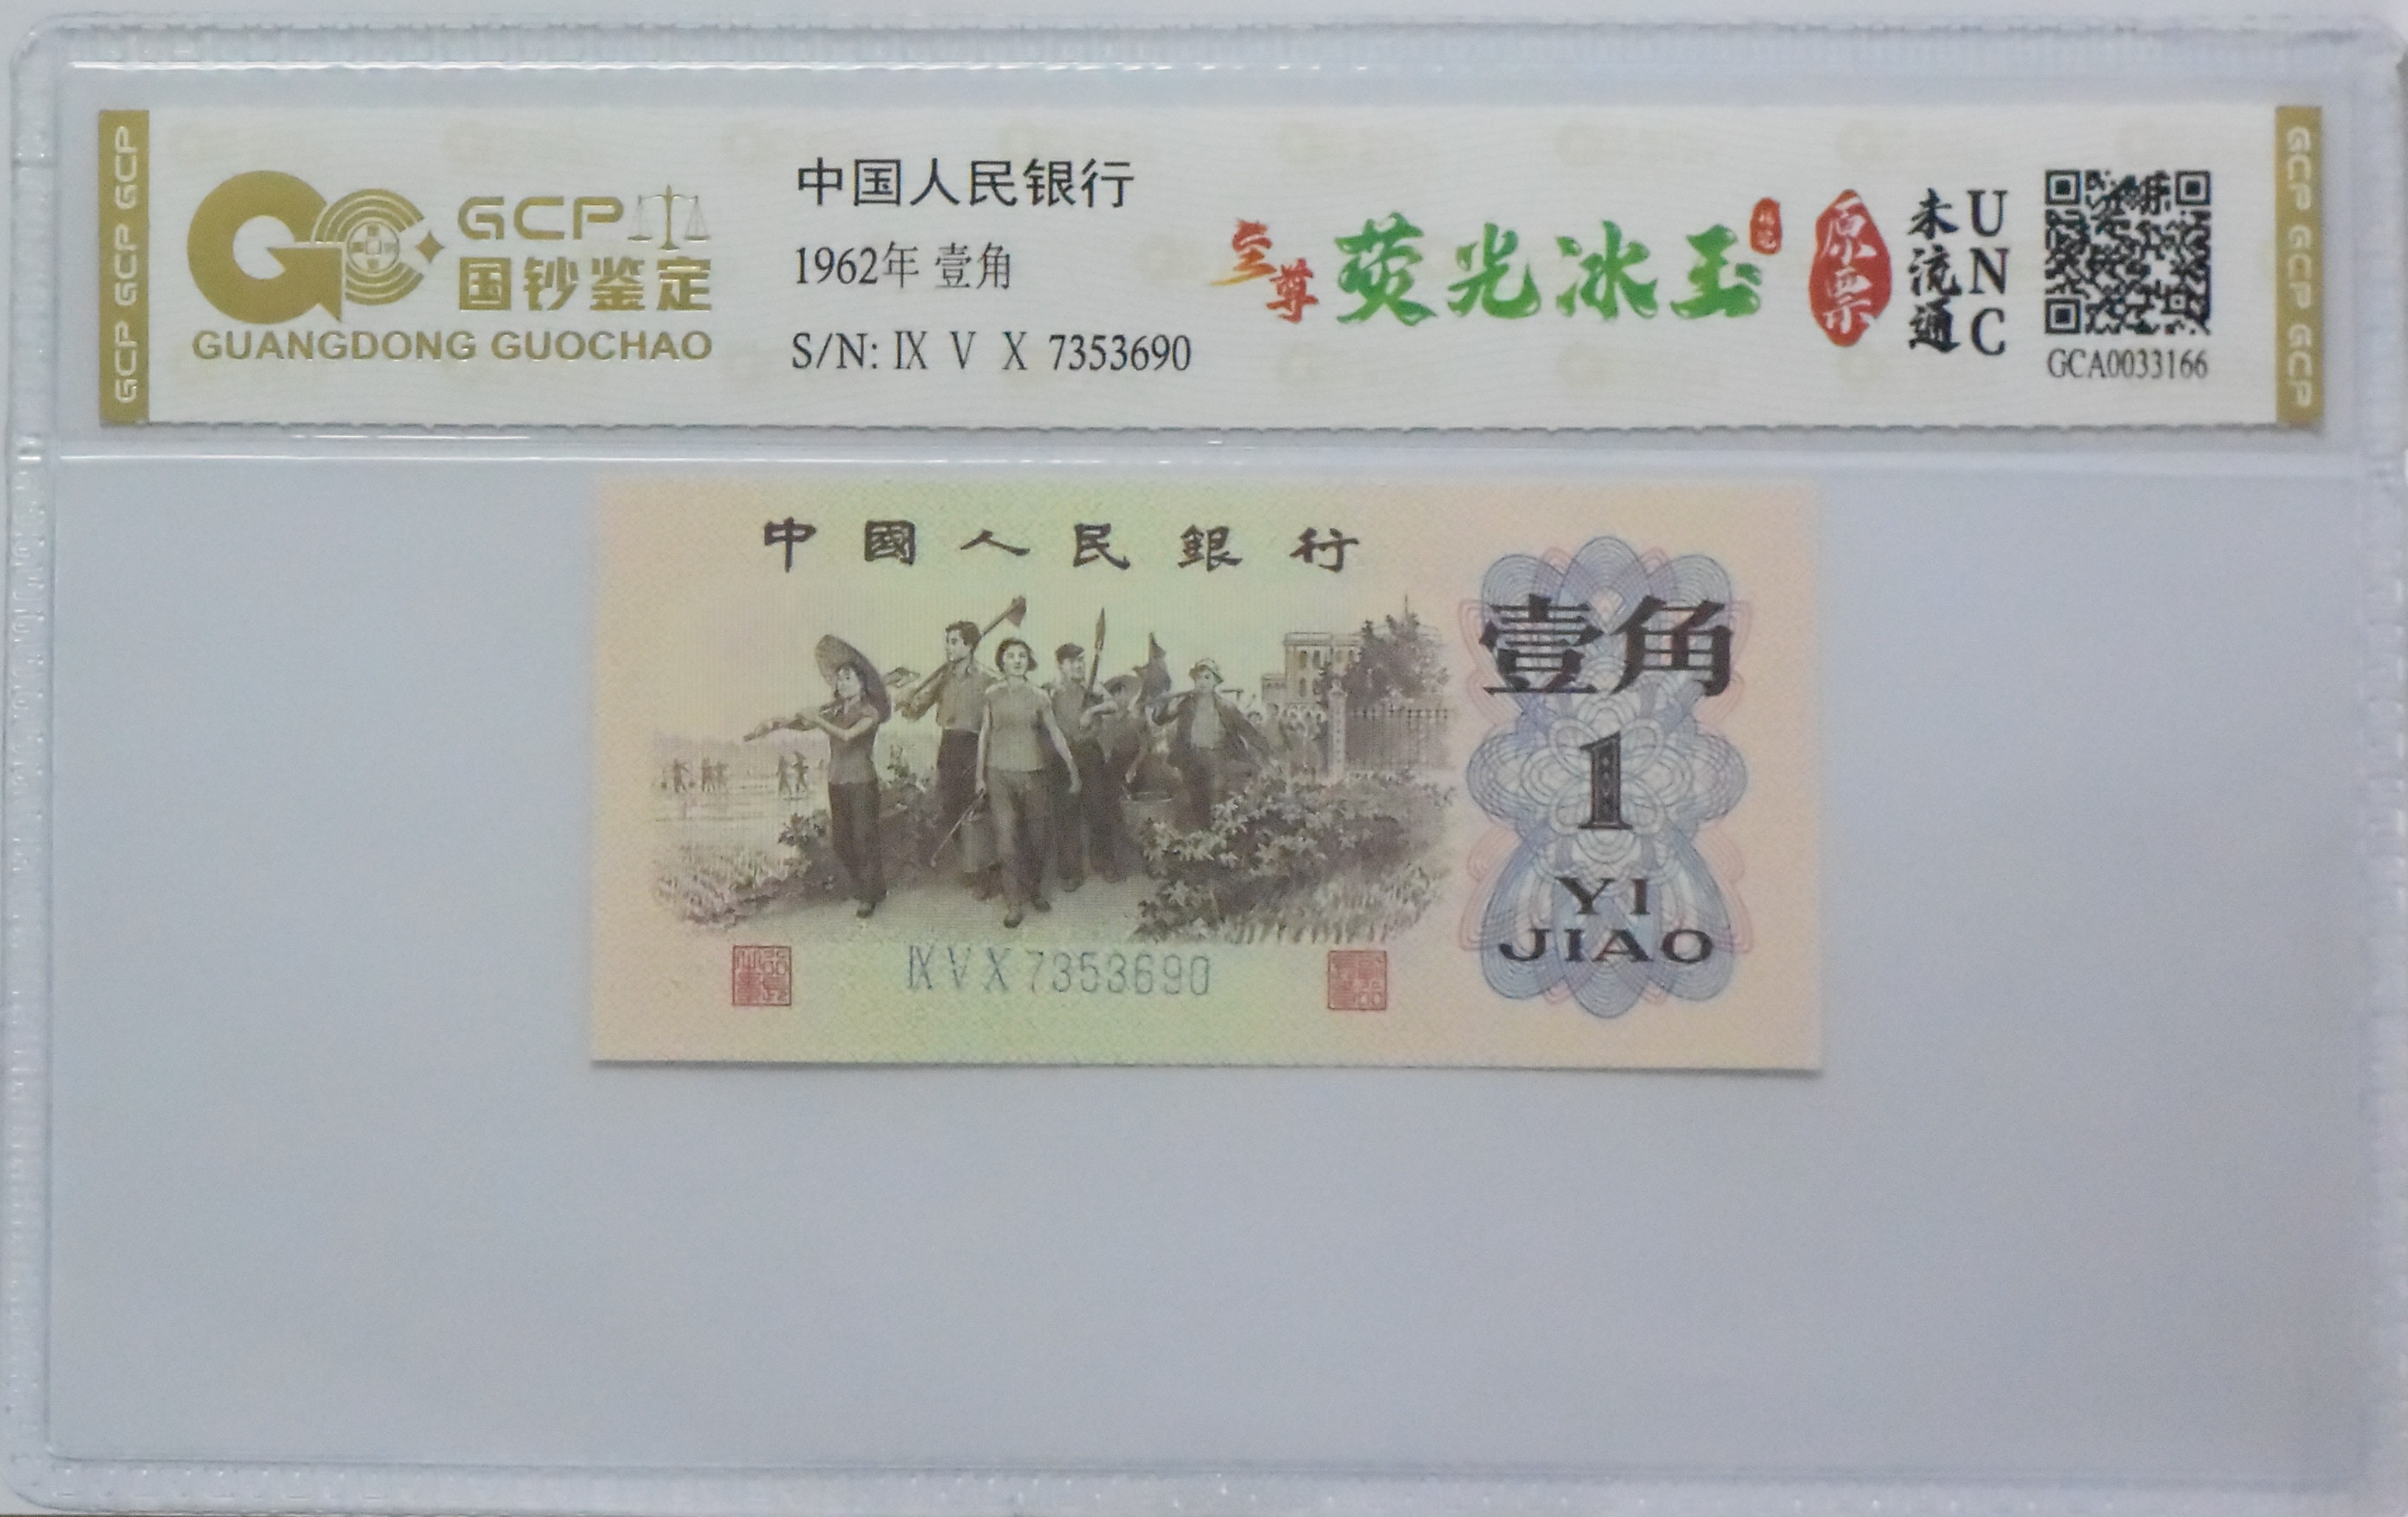 GCP GCP GCP
GCP
国钞鉴定
GUANGDONG GUOCHAO
中国人民银行
1962年 壹角
S/N: IX V X 7353690
至尊 荧光冰玉
原票
未流通
UNC
GCA0033166
GCP GCP GCP
中國人民銀行
壹角
1
YI
JIAO
IX V X 7353690